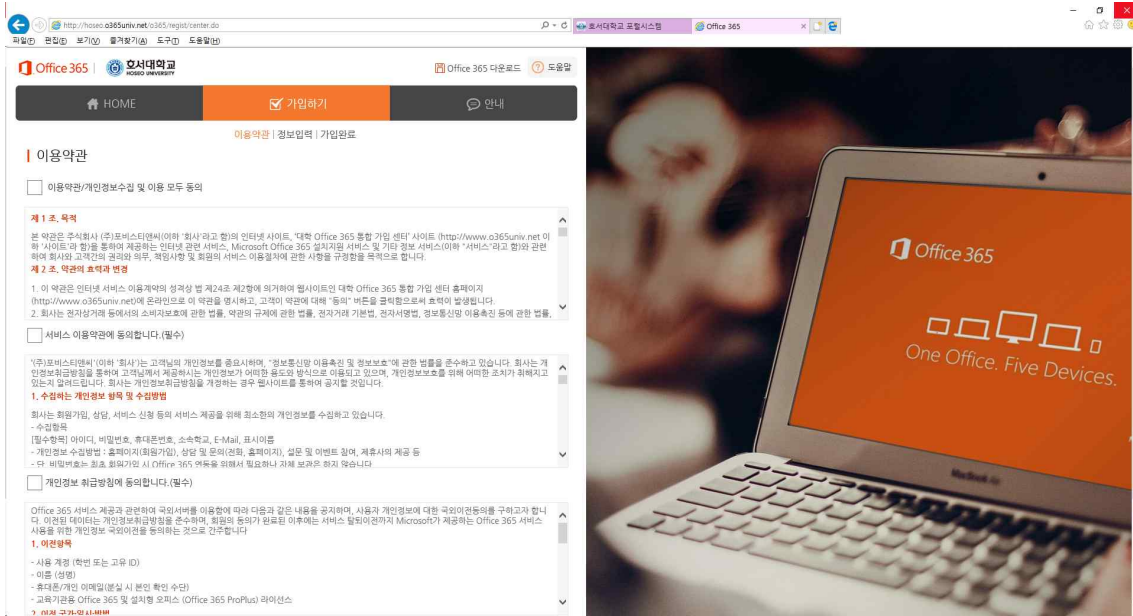 http://hoseo.o365univ.net/o365/regist/center.do
호서대학교 포털시스템
Office 365
파일(F) 편집(E) 보기(V) 즐겨찾기(A) 도구(T) 도움말(H)
Office 365 | 호서대학교
HOSEO UNIVERSITY
Office 365 다운로드
도움말
HOME
가입하기
안내
이용약관 | 정보입력 | 가입완료
이용약관
이용약관/개인정보수집 및 이용 모두 동의
제 1 조. 목적
본 약관은 주식회사 (주)포비스티앤씨(이하 '회사'라고 함)의 인터넷 사이트, '대학 Office 365 통합 가입 센터' 사이트 (http://www.o365univ.net 이
하 '사이트'라 함)을 통하여 제공하는 인터넷 관련 서비스, Microsoft Office 365 설치지원 서비스 및 기타 정보 서비스(이하 "서비스"라고 함)와 관련
하여 회사와 고객간의 권리와 의무, 책임사항 및 회원의 서비스 이용절차에 관한 사항을 규정함을 목적으로 합니다.
제 2 조. 약관의 효력과 변경
1. 이 약관은 인터넷 서비스 이용계약의 성격상 법 제24조 제2항에 의거하여 웹사이트인 대학 Office 365 통합 가입 센터 홈페이지
(http://www.o365univ.net)에 온라인으로 이 약관을 명시하고, 고객이 약관에 대해 "동의" 버튼을 클릭함으로써 효력이 발생됩니다.
2. 회사는 전자상거래 등에서의 소비자보호에 관한 법률, 약관의 규제에 관한 법률, 전자거래 기본법, 전자서명법, 정보통신망 이용촉진 등에 관한 법률,
서비스 이용약관에 동의합니다.(필수)
'(주)포비스티앤씨'(이하 '회사')는 고객님의 개인정보를 중요시하며, "정보통신망 이용촉진 및 정보보호"에 관한 법률을 준수하고 있습니다. 회사는 개
인정보취급방침을 통하여 고객님께서 제공하시는 개인정보가 어떠한 용도와 방식으로 이용되고 있으며, 개인정보보호를 위해 어떠한 조치가 취해지고
있는지 알려드립니다. 회사는 개인정보취급방침을 개정하는 경우 웹사이트를 통하여 공지할 것입니다.
1. 수집하는 개인정보 항목 및 수집방법
회사는 회원가입, 상담, 서비스 신청 등의 서비스 제공을 위해 최소한의 개인정보를 수집하고 있습니다.
- 수집항목
[필수항목] 아이디, 비밀번호, 휴대폰번호, 소속학교, E-Mail, 표시이름
- 개인정보 수집방법 : 홈페이지(회원가입), 상담 및 문의(전화, 홈페이지), 설문 및 이벤트 참여, 제휴사의 제공 등
- 단, 비밀번호는 최초 회원가입 시 Office 365 연동을 위해서 필요하나 자체 보관은 하지 않습니다
개인정보 취급방침에 동의합니다.(필수)
Office 365 서비스 제공과 관련하여 국외서버를 이용함에 따라 다음과 같은 내용을 공지하며, 사용자 개인정보에 대한 국외이전동의를 구하고자 합니
다. 이전된 데이터는 개인정보취급방침을 준수하며, 회원의 동의가 완료된 이후에는 서비스 탈퇴이전까지 Microsoft가 제공하는 Office 365 서비스
사용을 위한 개인정보 국외이전을 동의하는 것으로 간주합니다
1. 이전항목
- 사용 계정 (학번 또는 고유 ID)
- 이름 (성명)
- 휴대폰/개인 이메일(분실 시 본인 확인 수단)
- 교육기관용 Office 365 및 설치형 오피스 (Office 365 ProPlus) 라이선스
2. 이전 국가·일시·방법
Office 365
One Office. Five Devices.
MacBook Air